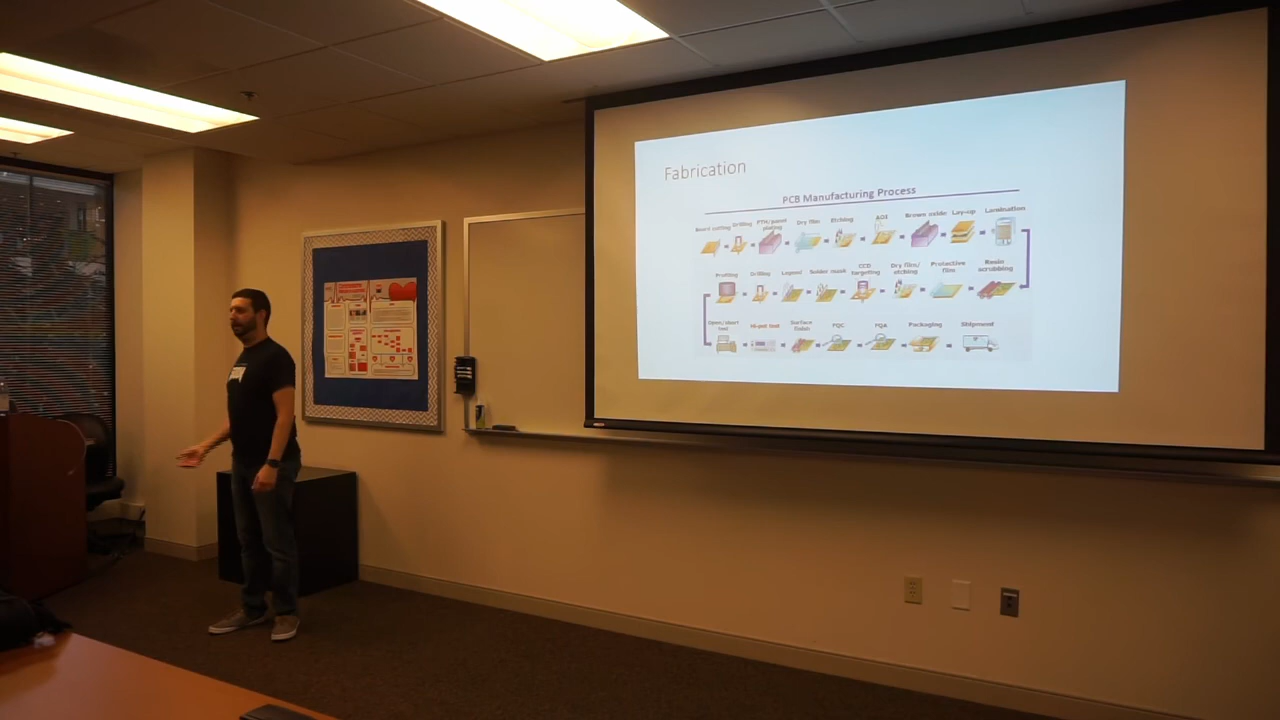 Fabrication
PCB Manufacturing Process
Board cutting Drilling PTH/panel plating Dry film Etching AOI Brown oxide Lay-up Lamination
Profiling Drilling Legend Solder mask CCD targeting Dry film/ etching Protective film Resin scrubbing
Open/short test Hi-pot test Surface finish FQC FQA Packaging Shipment